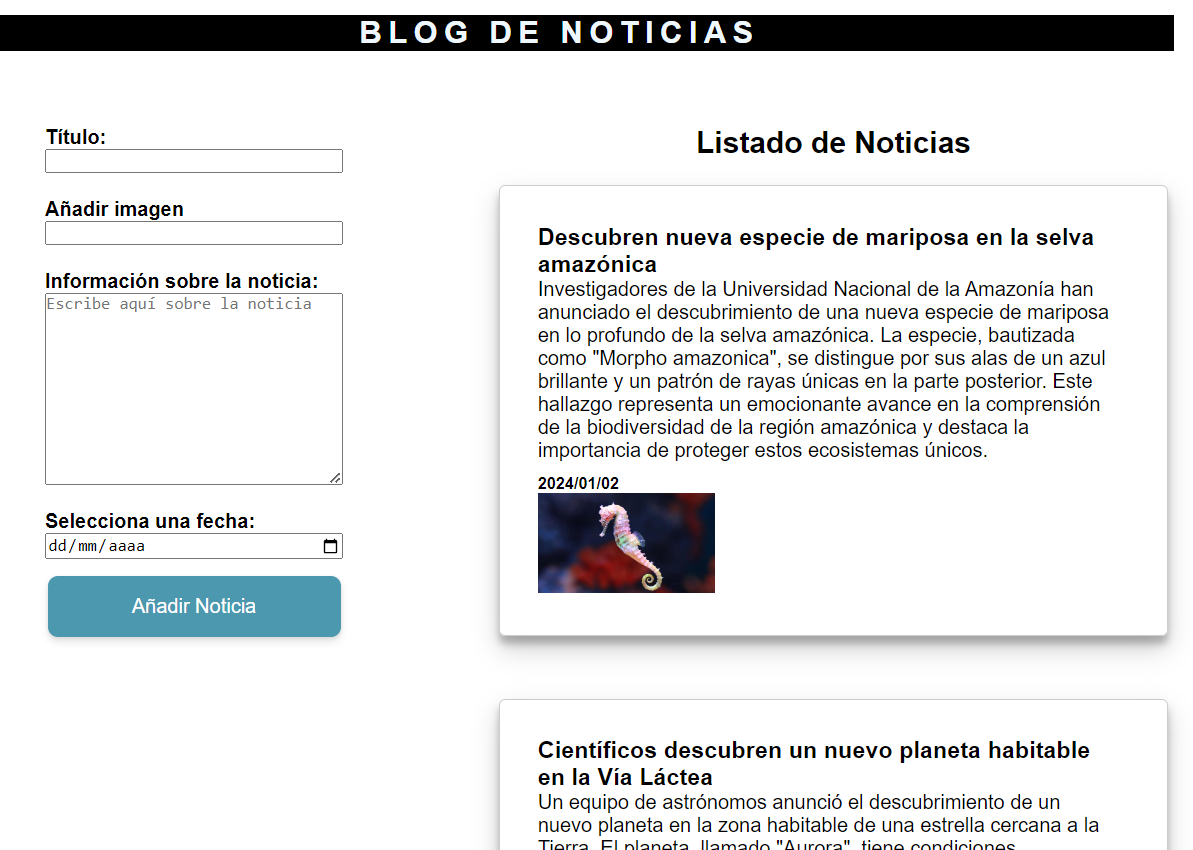 BLOG DE NOTICIAS
Título:
Añadir imagen
Información sobre la noticia:
Escribe aquí sobre la noticia
Selecciona una fecha:
dd/mm/aaaa
Añadir Noticia
Listado de Noticias
Descubren nueva especie de mariposa en la selva
amazónica
Investigadores de la Universidad Nacional de la Amazonía han
anunciado el descubrimiento de una nueva especie de mariposa
en lo profundo de la selva amazónica. La especie, bautizada
como "Morpho amazonica", se distingue por sus alas de un azul
brillante y un patrón de rayas únicas en la parte posterior. Este
hallazgo representa un emocionante avance en la comprensión
de la biodiversidad de la región amazónica y destaca la
importancia de proteger estos ecosistemas únicos.
2024/01/02
Científicos descubren un nuevo planeta habitable
en la Vía Láctea
Un equipo de astrónomos anunció el descubrimiento de un
nuevo planeta en la zona habitable de una estrella cercana a la
Tierra. El planeta, llamado "Aurora", tiene condiciones